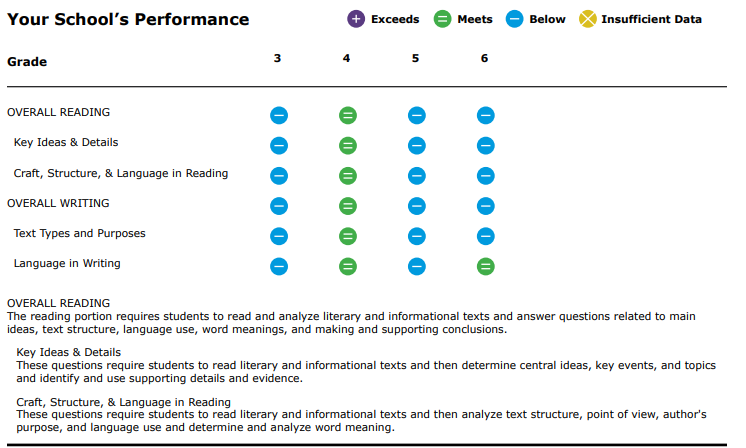 Your School’s Performance
Exceeds Meets Below Insufficient Data
Grade 3 4 5 6
OVERALL READING
Key Ideas & Details
Craft, Structure, & Language in Reading
OVERALL WRITING
Text Types and Purposes
Language in Writing
OVERALL READING
The reading portion requires students to read and analyze literary and informational texts and answer questions related to main
ideas, text structure, language use, word meanings, and making and supporting conclusions.
Key Ideas & Details
These questions require students to read literary and informational texts and then determine central ideas, key events, and topics
and identify and use supporting details and evidence.
Craft, Structure, & Language in Reading
These questions require students to read literary and informational texts and then analyze text structure, point of view, author's
purpose, and language use and determine and analyze word meaning.